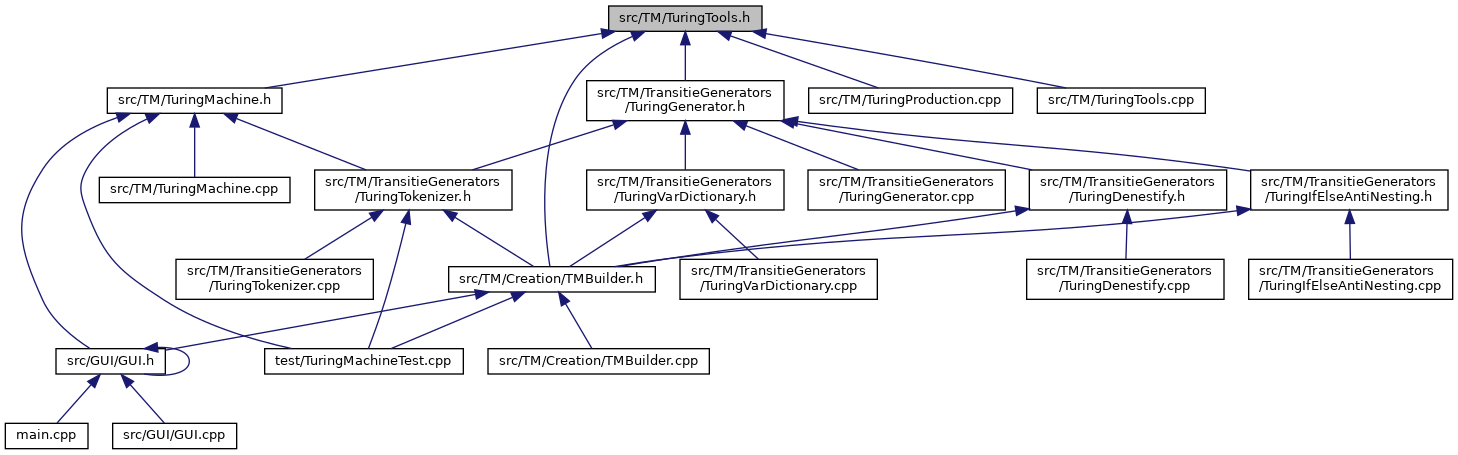 src/TM/TuringTools.h
src/TM/TuringMachine.h
src/TM/TransitieGenerators
/TuringGenerator.h
src/TM/TuringProduction.cpp
src/TM/TuringTools.cpp
src/TM/TuringMachine.cpp
src/TM/TransitieGenerators
/TuringTokenizer.h
src/TM/TransitieGenerators
/TuringVarDictionary.h
src/TM/TransitieGenerators
/TuringGenerator.cpp
src/TM/TransitieGenerators
/TuringDenestify.h
src/TM/TransitieGenerators
/TuringIfElseAntiNesting.h
src/TM/TransitieGenerators
/TuringTokenizer.cpp
src/TM/Creation/TMBuilder.h
src/TM/TransitieGenerators
/TuringVarDictionary.cpp
src/TM/TransitieGenerators
/TuringDenestify.cpp
src/TM/TransitieGenerators
/TuringIfElseAntiNesting.cpp
src/GUI/GUI.h
test/TuringMachineTest.cpp
src/TM/Creation/TMBuilder.cpp
main.cpp
src/GUI/GUI.cpp